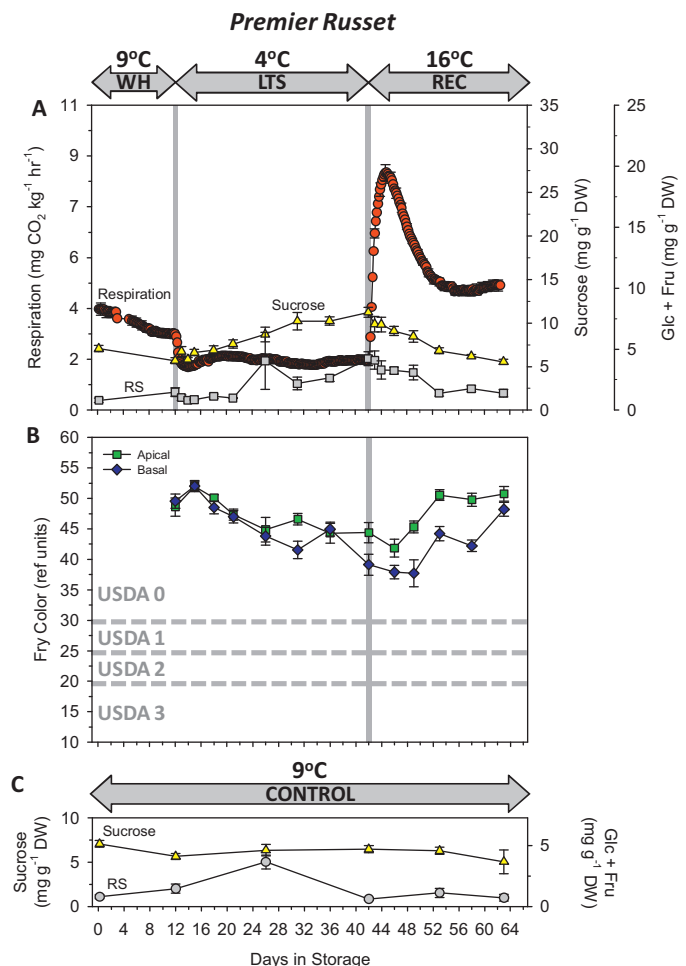 Premier Russet
9°C 4°C 16°C
WH LTS REC
A
11 35 25
9 30 20
7 25 15
5 20 10
4 15 5
2 10 0
0 5
0
Respiration (mg CO2 kg-1 hr-1)
Sucrose (mg g-1 DW)
Glc + Fru (mg g-1 DW)
Respiration
Sucrose
RS
B
60
55
50
45
40
35
30
25
20
15
10
Fry Color (ref units)
Apical
Basal
USDA 0
USDA 1
USDA 2
USDA 3
9°C
C
CONTROL
10
5
0
5
0
Sucrose
(mg g-1 DW)
Glc + Fru
(mg g-1 DW)
Sucrose
RS
0 4 8 12 16 20 24 28 32 36 40 44 48 52 56 60 64
Days in Storage